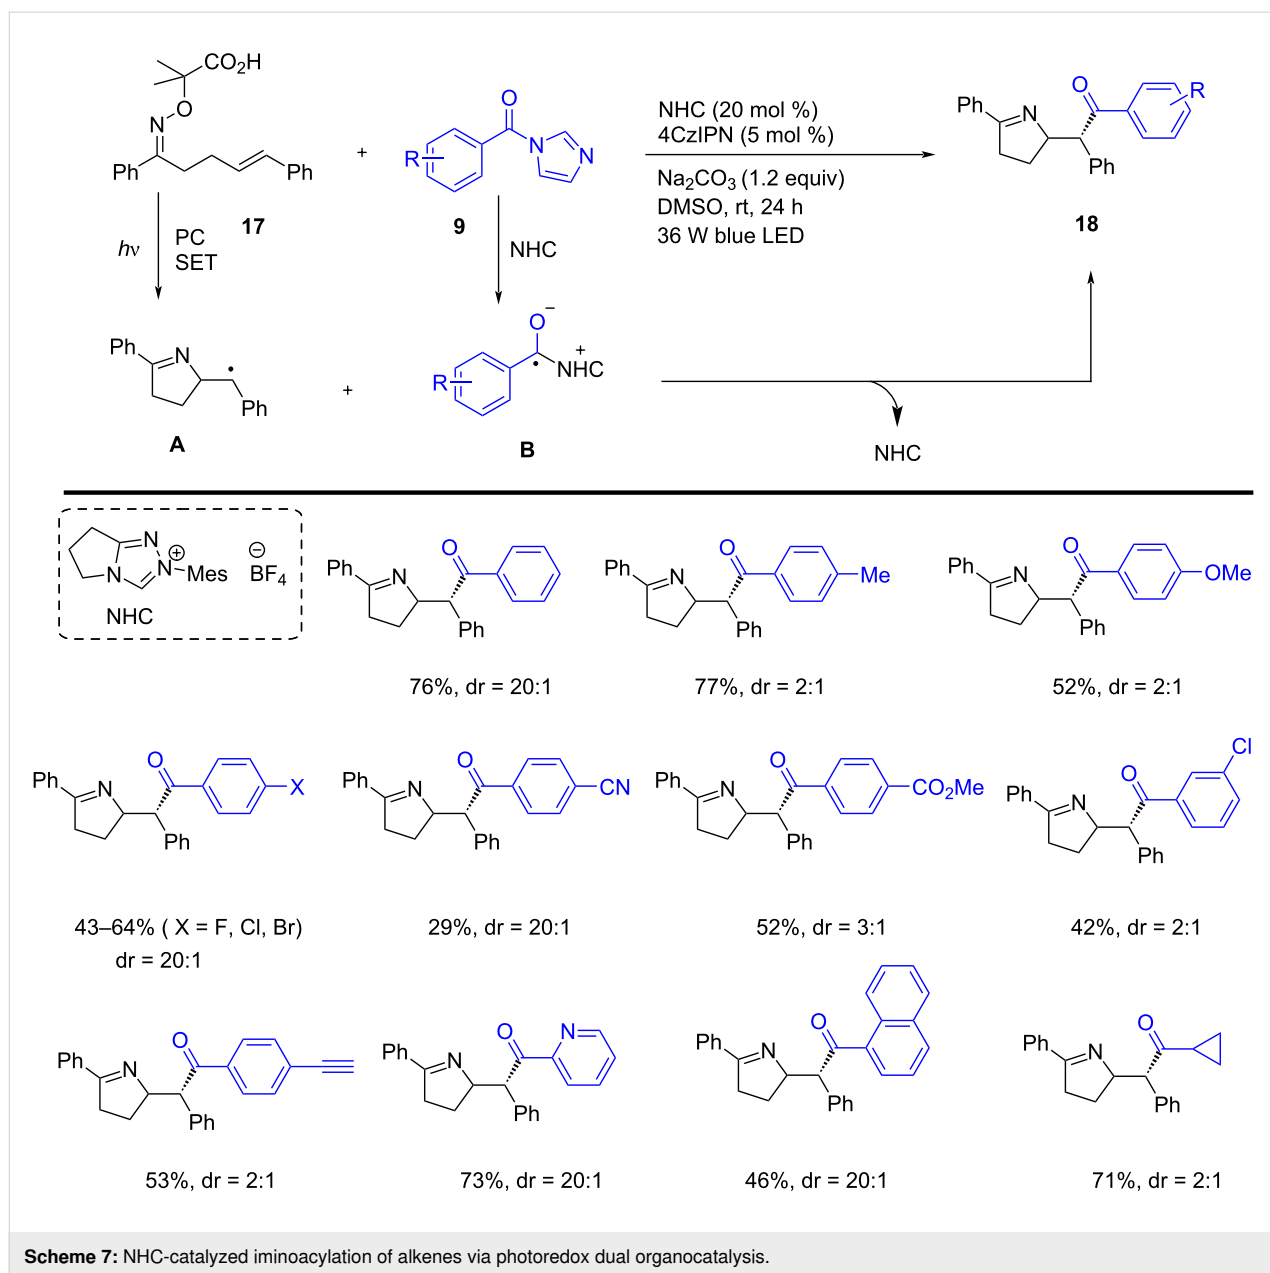 CO2H
O
N
Ph
Ph
17
+
O
R
N
N
9
NHC (20 mol %)
4CzIPN (5 mol %)
Na2CO3 (1.2 equiv)
DMSO, rt, 24 h
36 W blue LED
Ph
N
O
R
Ph
18
hν
PC
SET
NHC
Ph
N
•
Ph
A
+
O−
R
•
+
NHC
B
NHC
N
N
⊕
N
Mes
⊖
BF4
NHC
Ph
N
O
Ph
76%, dr = 20:1
Ph
N
O
Me
Ph
77%, dr = 2:1
Ph
N
O
OMe
Ph
52%, dr = 2:1
Ph
N
O
X
Ph
43–64% ( X = F, Cl, Br)
dr = 20:1
Ph
N
O
CN
Ph
29%, dr = 20:1
Ph
N
O
CO2Me
Ph
52%, dr = 3:1
Ph
N
O
Cl
Ph
42%, dr = 2:1
Ph
N
O
Ph
53%, dr = 2:1
Ph
N
O
N
Ph
73%, dr = 20:1
Ph
N
O
Ph
46%, dr = 20:1
Ph
N
O
Ph
71%, dr = 2:1
Scheme 7: NHC-catalyzed iminoacylation of alkenes via photoredox dual organocatalysis.